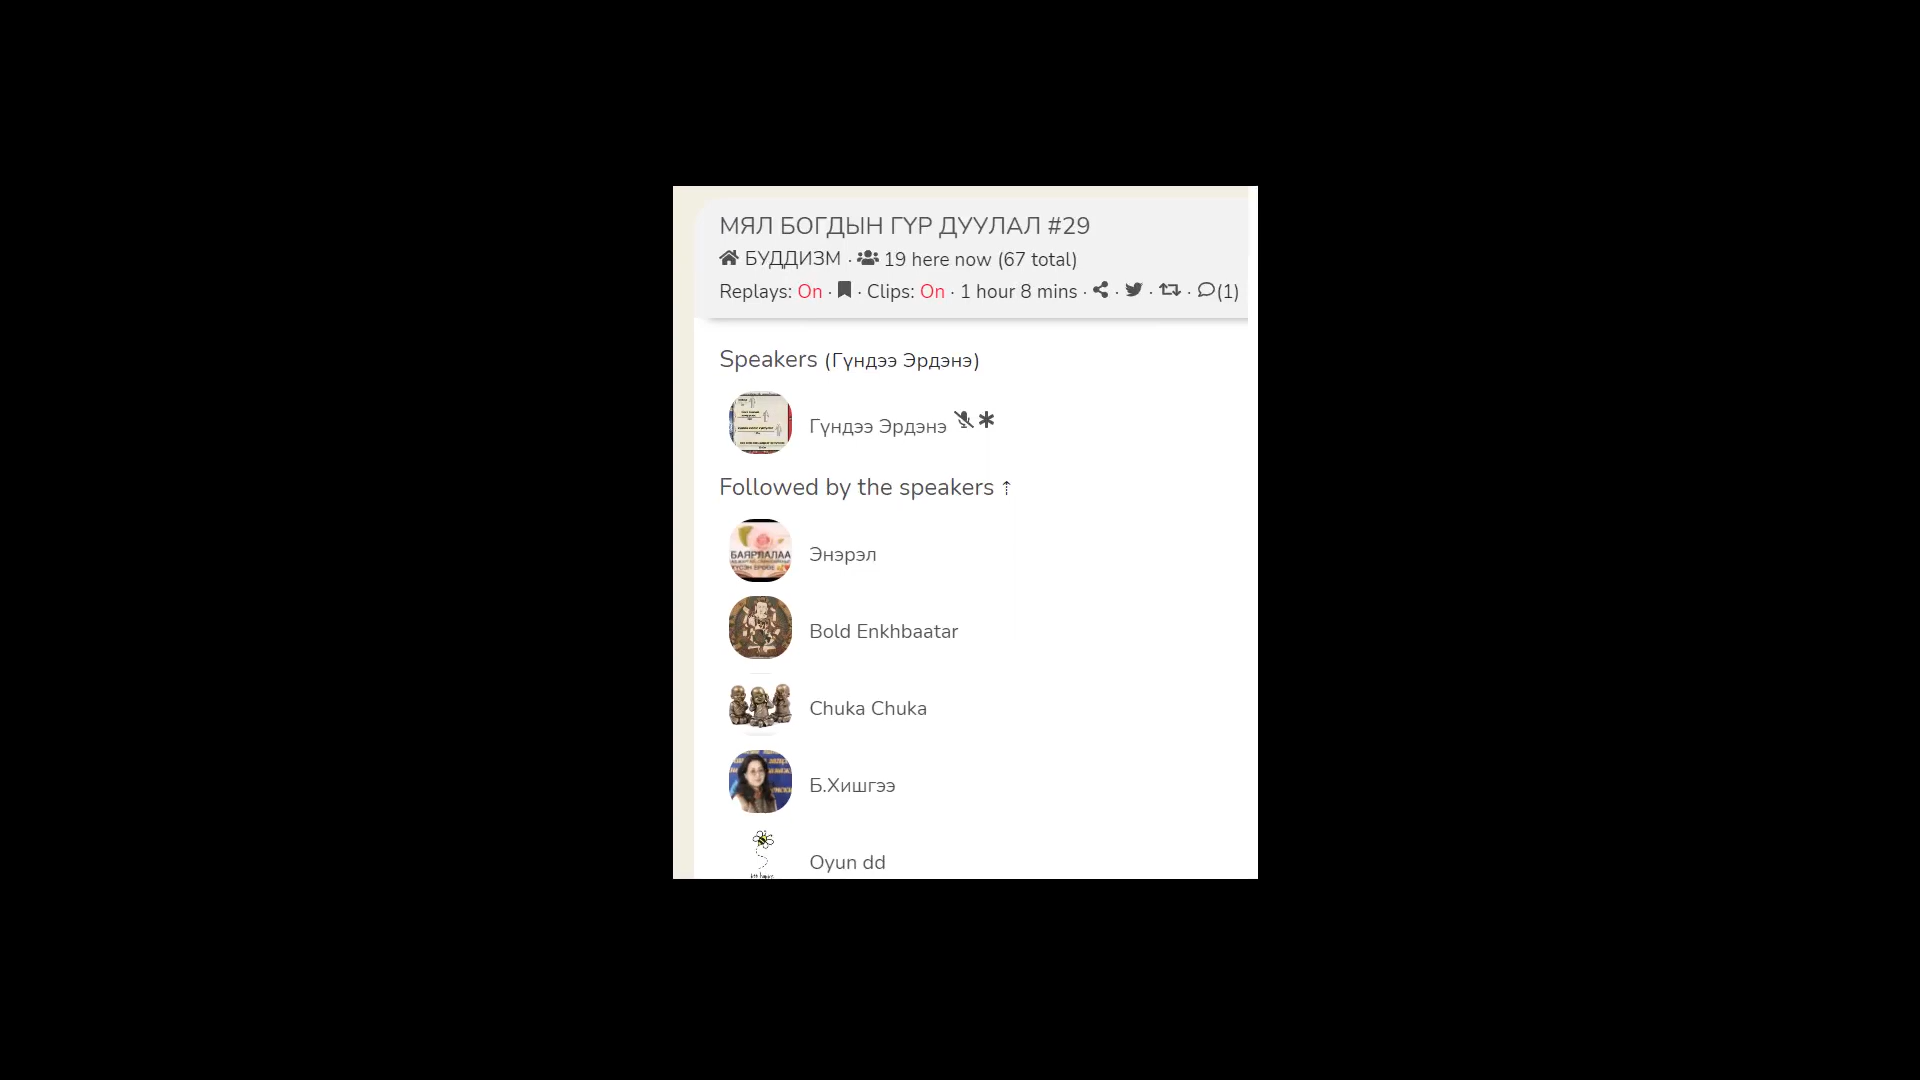 МЯЛ БОГДЫН ГҮР ДУУЛАЛ #29
БУДДИЗМ · 19 here now (67 total)
Replays: On · · Clips: On · 1 hour 8 mins · · · · (1)
Speakers (Гүндээ Эрдэнэ)
Гүндээ Эрдэнэ
Followed by the speakers ⇡
БАЯРЛАЛАА
Энэрэл
Bold Enkhbaatar
Chuka Chuka
Б.Хишгээ
Oyun dd